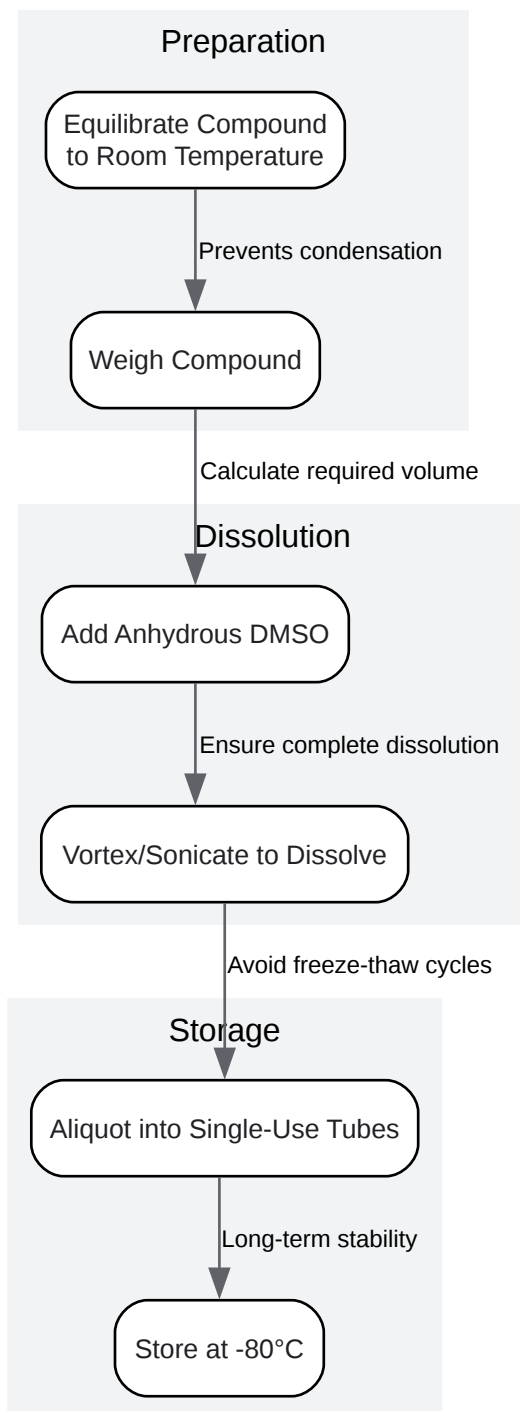 Preparation
Equilibrate Compound
to Room Temperature
Prevents condensation
Weigh Compound
Calculate required volume
Dissolution
Add Anhydrous DMSO
Ensure complete dissolution
Vortex/Sonicate to Dissolve
Avoid freeze-thaw cycles
Storage
Aliquot into Single-Use Tubes
Long-term stability
Store at -80°C